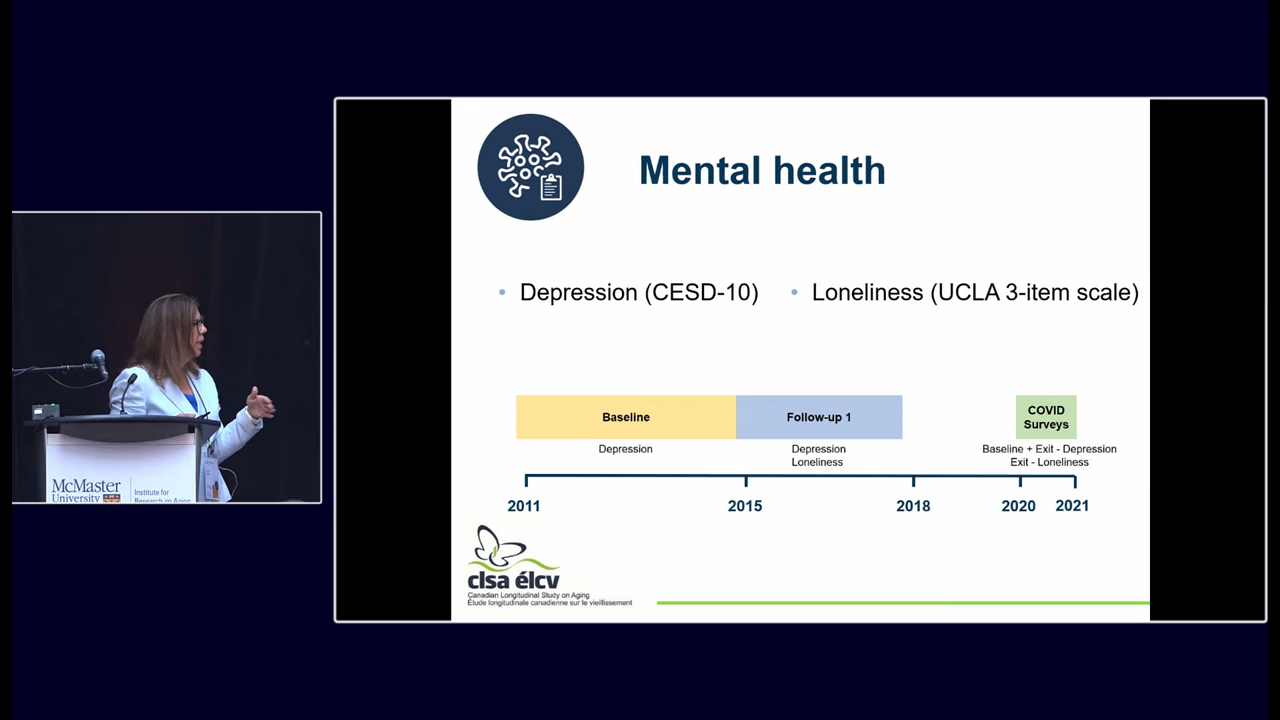 Mental health
• Depression (CESD-10)
• Loneliness (UCLA 3-item scale)
Baseline
Follow-up 1
COVID
Surveys
Depression
Depression
Loneliness
Baseline + Exit - Depression
Exit - Loneliness
2011
2015
2018
2020
2021
clsa élcv
Canadian Longitudinal Study on Aging
Étude longitudinale canadienne sur le vieillissement
McMaster
University
Institute for
Research on Aging